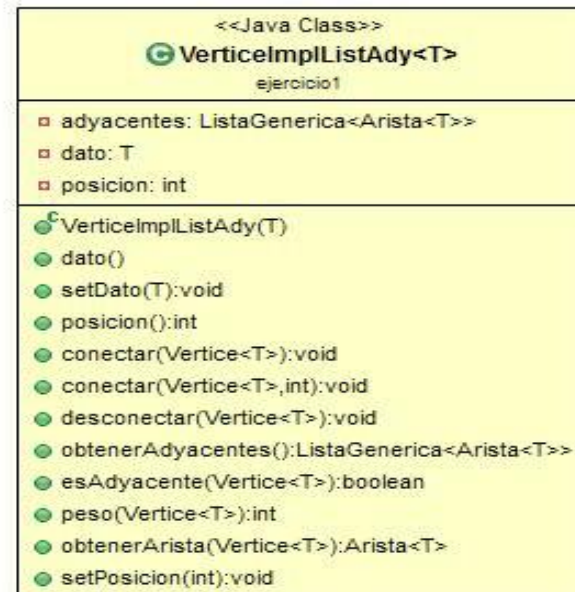 <<Java Class>>
VerticeImplListAdy<T>
ejercicio1
adyacentes: ListaGenerica<Arista<T>>
dato: T
posicion: int
VerticeImplListAdy(T)
dato()
setDato(T):void
posicion():int
conectar(Vertice<T>):void
conectar(Vertice<T>,int):void
desconectar(Vertice<T>):void
obtenerAdyacentes():ListaGenerica<Arista<T>>
esAdyacente(Vertice<T>):boolean
peso(Vertice<T>):int
obtenerArista(Vertice<T>):Arista<T>
setPosicion(int):void